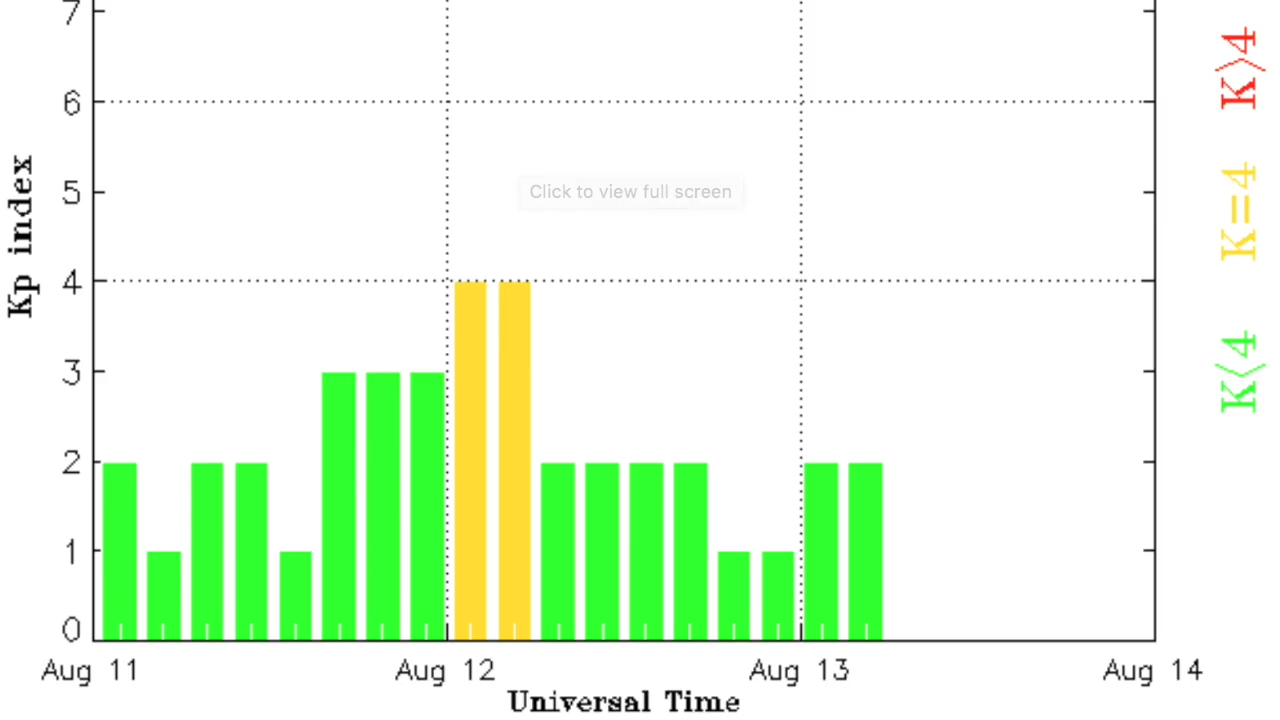 7
6
5
4
3
2
1
0
Kp index
Click to view full screen
Aug 11
Aug 12
Aug 13
Aug 14
Universal Time
K>4
K=4
K<4